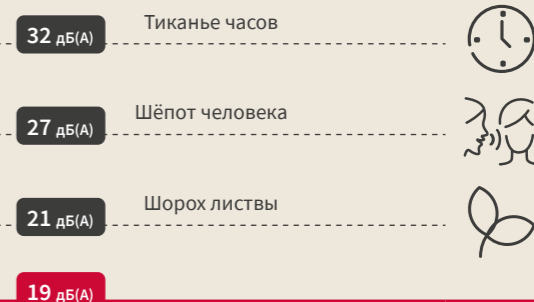 32 дБ(А) Тиканье часов
27 дБ(А) Шёпот человека
21 дБ(А) Шорох листвы
19 дБ(А)